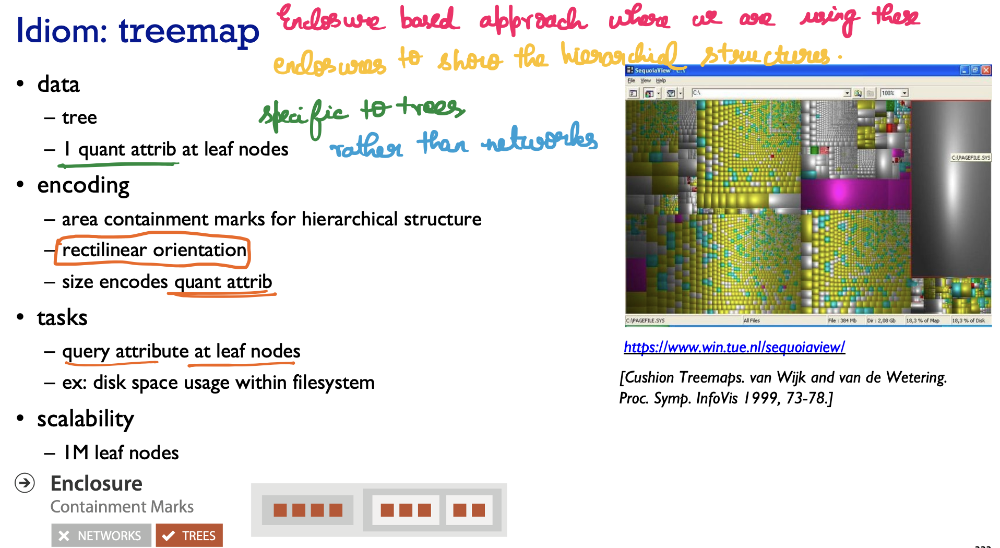 Idiom: treemap
Enclosure based approach where we are using these
enclosures to show the hierarchial structures.
• data
– tree
– 1 quant attrib at leaf nodes
specific to trees
rather than networks
• encoding
– area containment marks for hierarchical structure
– rectilinear orientation
– size encodes quant attrib
• tasks
– query attribute at leaf nodes
– ex: disk space usage within filesystem
• scalability
– 1M leaf nodes
Enclosure
Containment Marks
NETWORKS TREES
SequoiaView - C:\
File View Help
C:\ 100%
C:\PAGEFILE.SYS
C:\PAGEFILE.SYS All Files File : 384 Mb Dir : 2,08 Gb 18,3 % of Map 18,3 % of Disk
https://www.win.tue.nl/sequoiaview/
[Cushion Treemaps. van Wijk and van de Wetering.
Proc. Symp. InfoVis 1999, 73-78.]